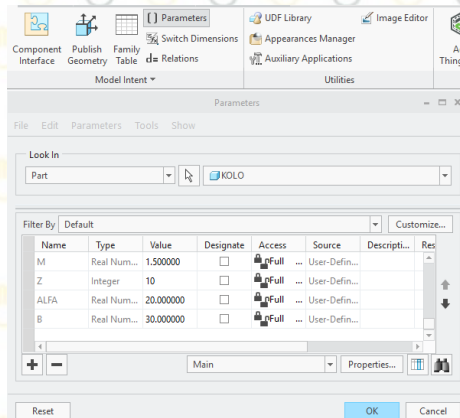 { } Parameters
UDF Library
Image Editor
Switch Dimensions
Appearances Manager
Component Interface
Publish Geometry
Family Table
d= Relations
Auxiliary Applications
Model Intent
Utilities
Parameters
File Edit Parameters Tools Show
Look In
Part
KOLO
Filter By Default
Customize...
Name Type Value Designate Access Source Descripti... Res
M Real Num... 1.500000 Full ... User-Defin...
Z Integer 10 Full ... User-Defin...
ALFA Real Num... 20.000000 Full ... User-Defin...
B Real Num... 30.000000 Full ... User-Defin...
Main
Properties...
Reset
OK
Cancel